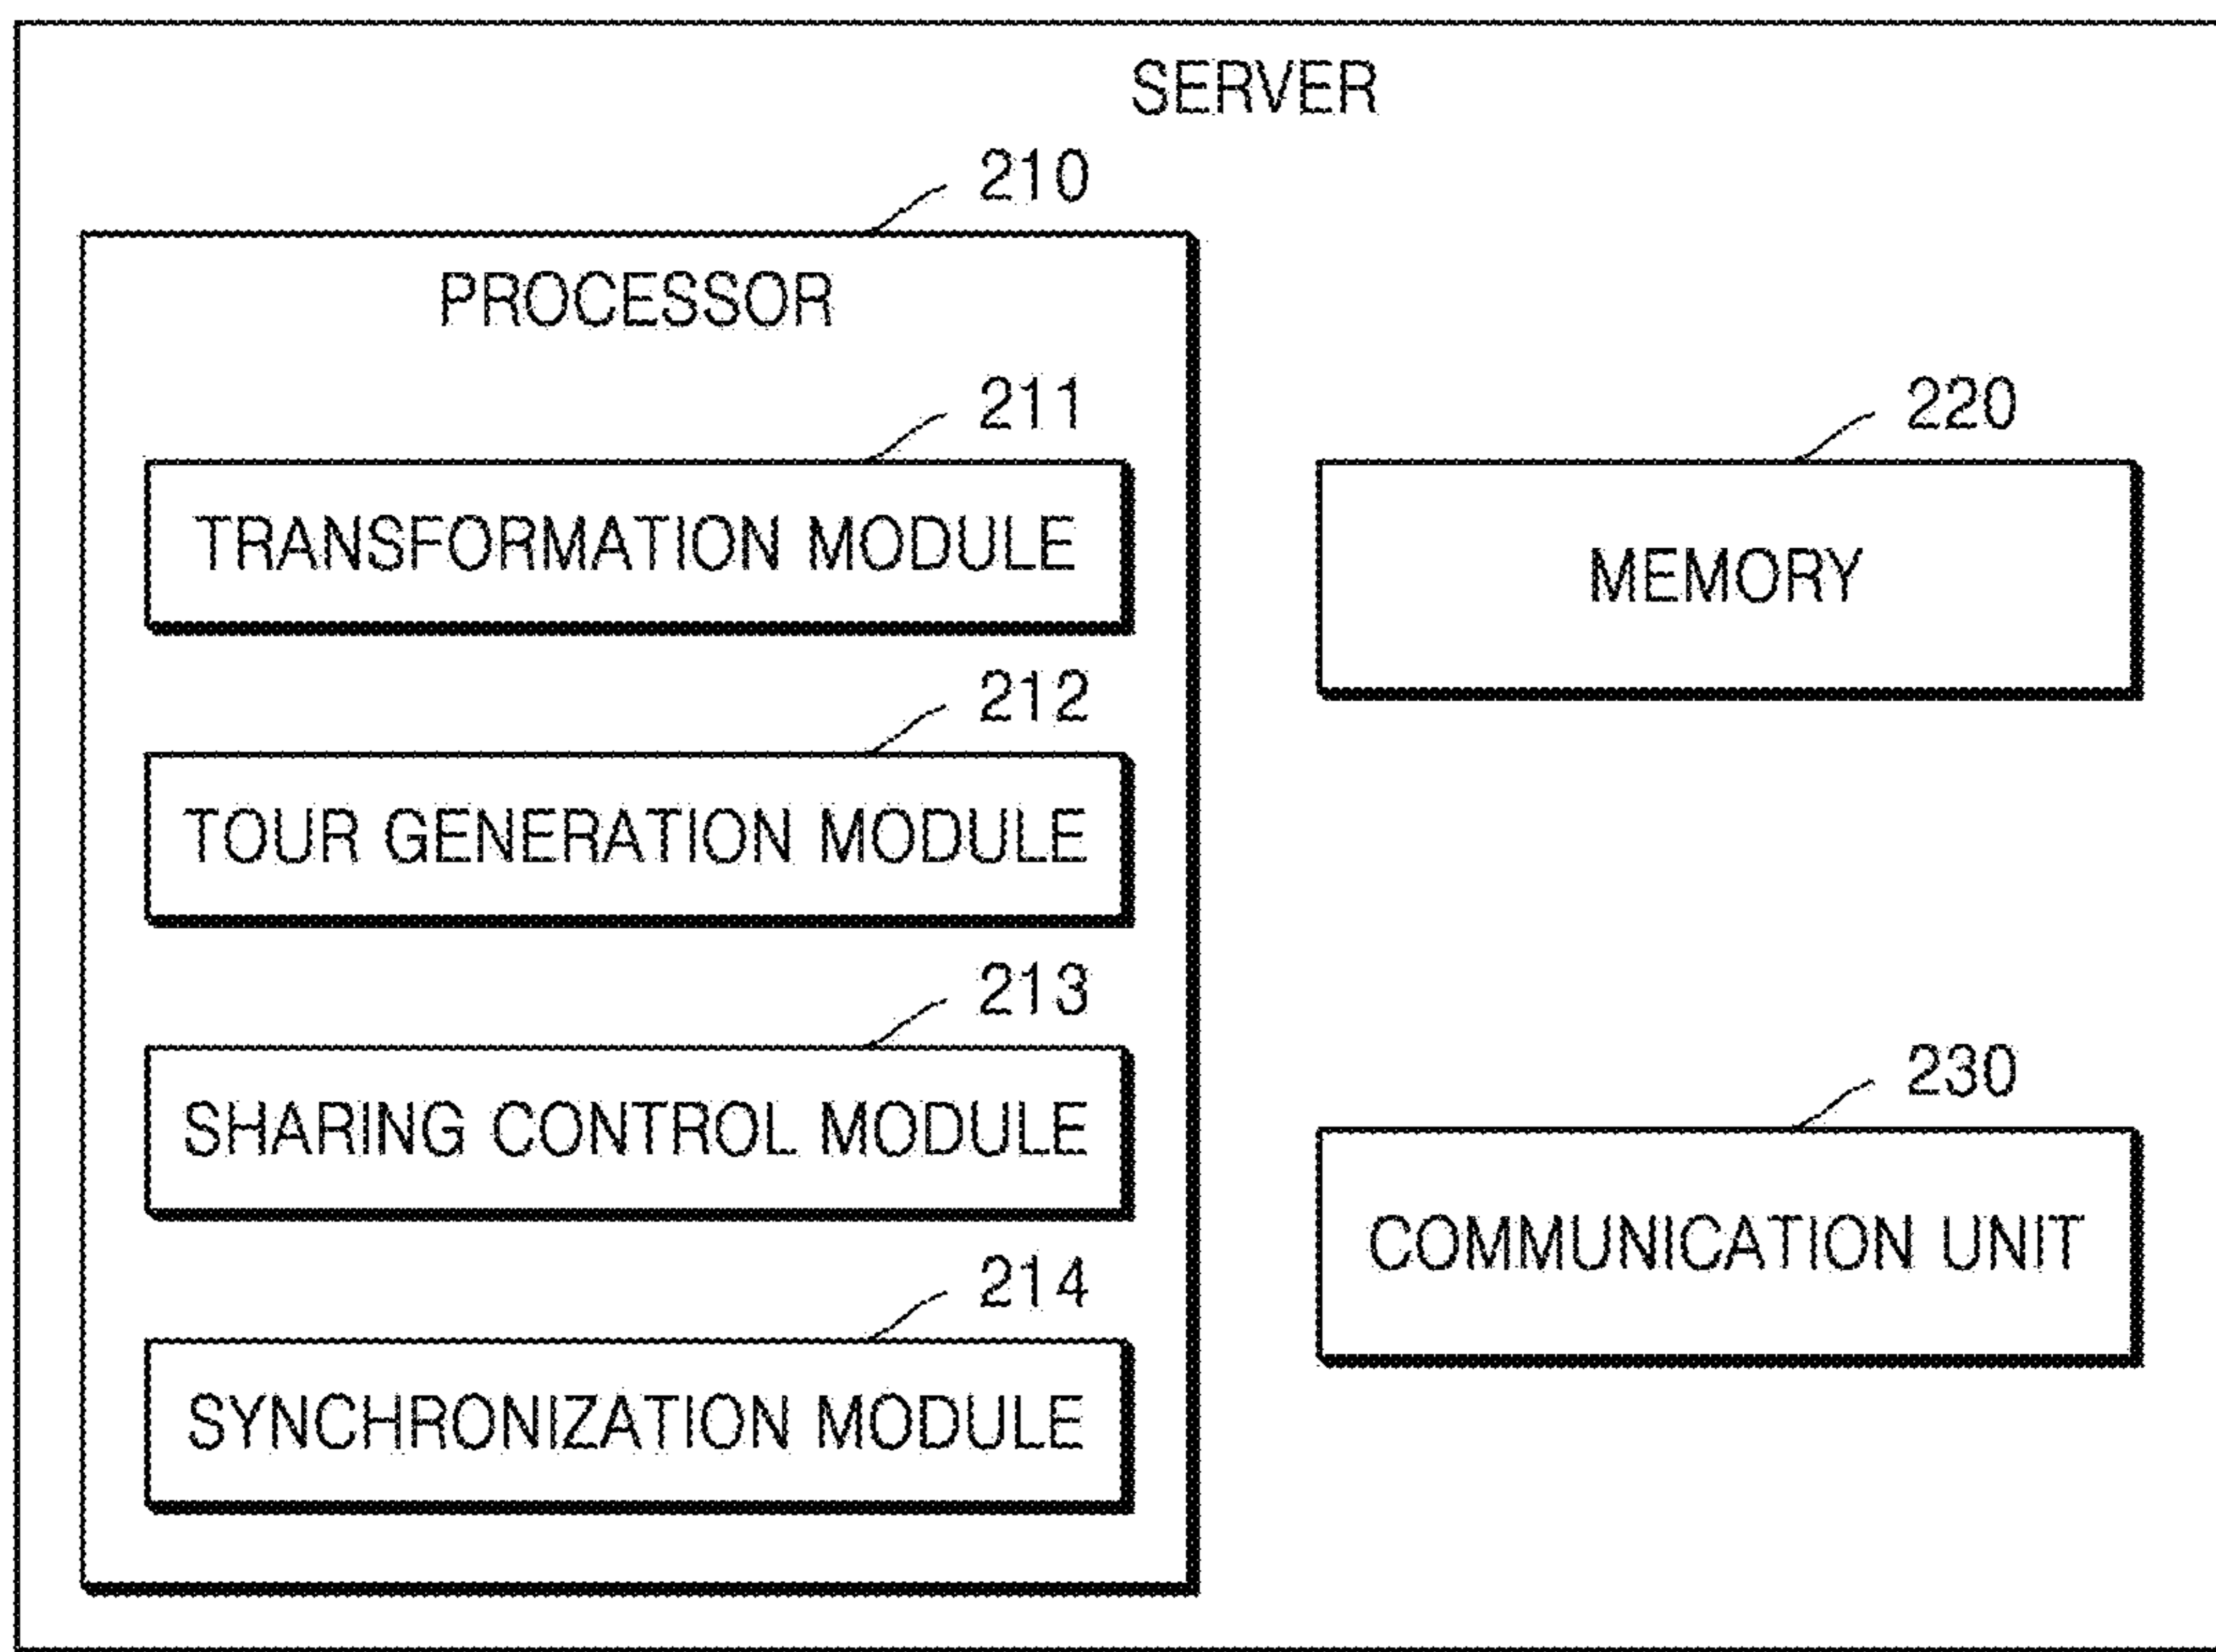 SERVER
210
PROCESSOR
211
TRANSFORMATION MODULE
212
TOUR GENERATION MODULE
213
SHARING CONTROL MODULE
214
SYNCHRONIZATION MODULE
220
MEMORY
230
COMMUNICATION UNIT